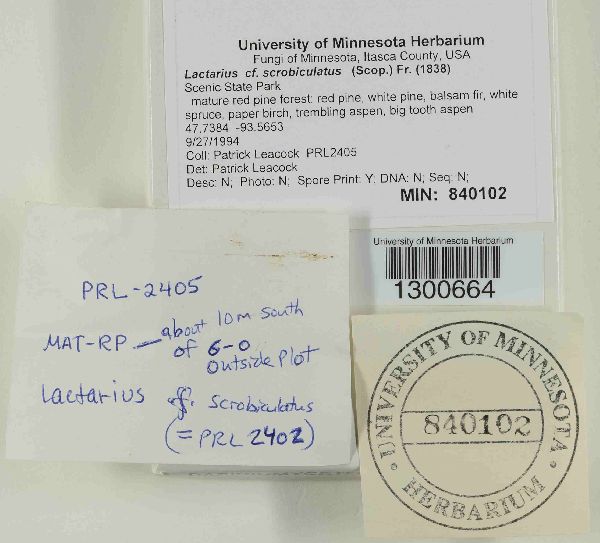 University of Minnesota Herbarium
Fungi of Minnesota, Itasca County, USA
Lactarius cf. scrobiculatus (Scop.) Fr. (1838)
Scenic State Park
mature red pine forest: red pine, white pine, balsam fir, white
spruce, paper birch, trembling aspen, big tooth aspen
47.7384 -93.5653
9/27/1994
Coll: Patrick Leacock PRL2405
Det: Patrick Leacock
Desc: N; Photo: N; Spore Print: Y; DNA: N; Seq: N;
MIN: 840102
University of Minnesota Herbarium
1300664
PRL-2405
MAT-RP — about 10m South
of 6-0
outside plot
Lactarius aff. scrobiculatus
(= PRL 2402)
UNIVERSITY OF MINNESOTA
840102
HERBARIUM